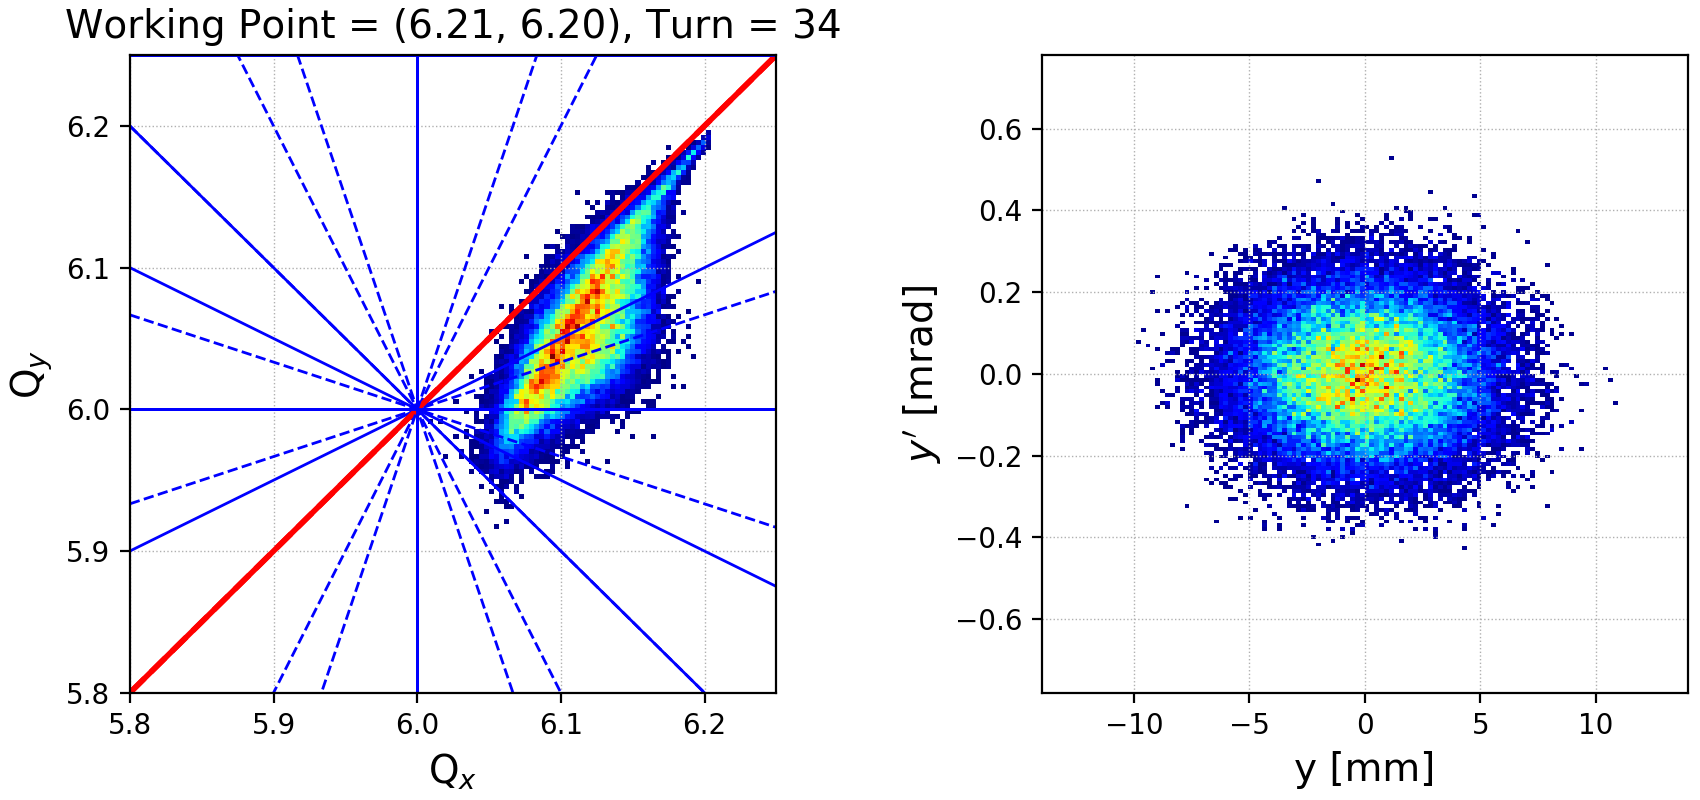 Working Point = (6.21, 6.20), Turn = 34
6.2
6.1
6.0
5.9
5.8
Q_y
5.8 5.9 6.0 6.1 6.2
Q_x
0.6
0.4
0.2
0.0
−0.2
−0.4
−0.6
y′ [mrad]
−10 −5 0 5 10
y [mm]